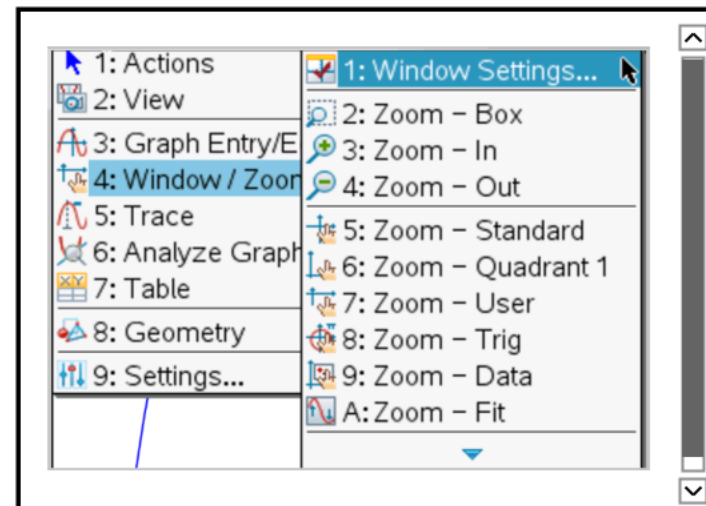 1: Actions
2: View
3: Graph Entry/E
4: Window / Zoor
5: Trace
6: Analyze Graph
7: Table
8: Geometry
9: Settings...
1: Window Settings...
2: Zoom – Box
3: Zoom – In
4: Zoom – Out
5: Zoom – Standard
6: Zoom – Quadrant 1
7: Zoom – User
8: Zoom – Trig
9: Zoom – Data
A: Zoom – Fit